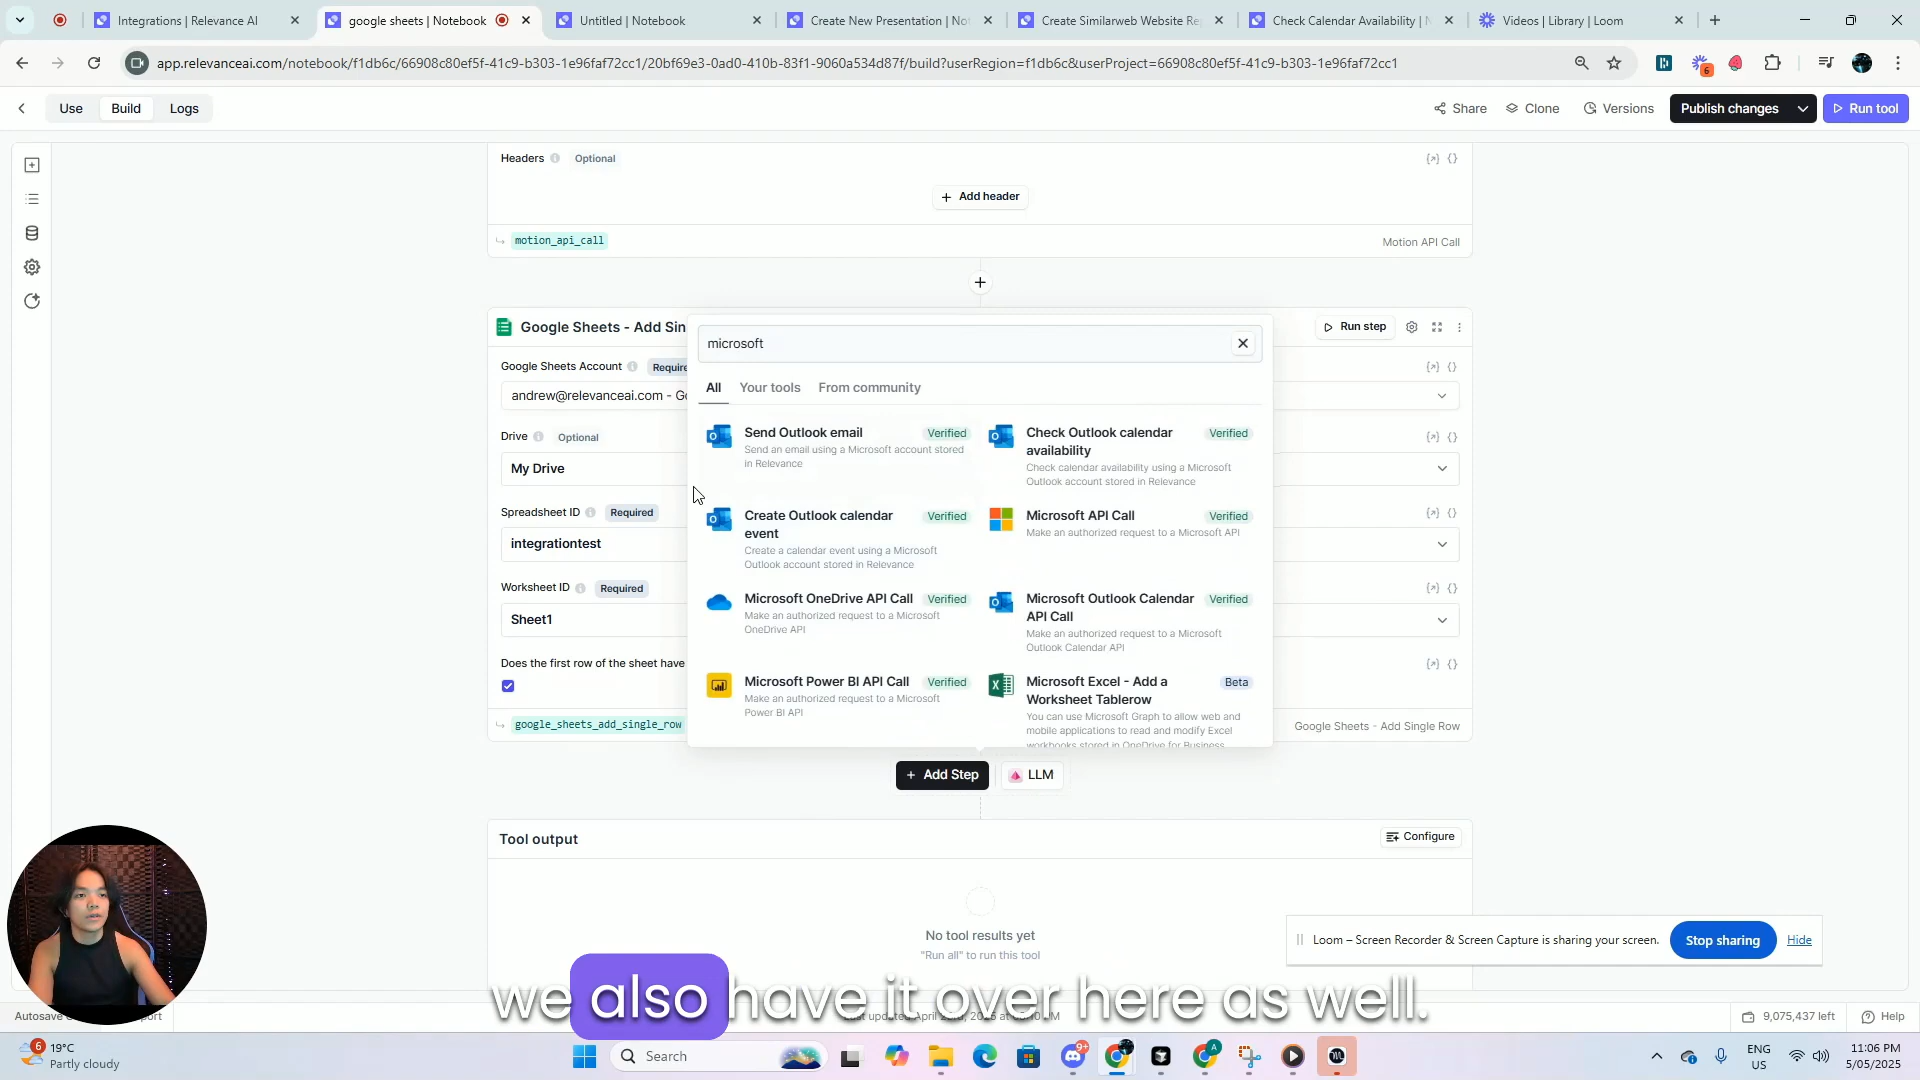 Integrations | Relevance AI
google sheets | Notebook
Untitled | Notebook
Create New Presentation | No
Create Similarweb Website Re
Check Calendar Availability | N
Videos | Library | Loom
app.relevanceai.com/notebook/f1db6c/66908c80ef5f-41c9-b303-1e96faf72cc1/20bf69e3-0ad0-410b-83f1-9060a534d87f/build?userRegion=f1db6c&userProject=66908c80ef5f-41c9-b303-1e96faf72cc1
6
Use
Build
Logs
Share
Clone
Versions
Publish changes
Run tool
Headers
Optional
+ Add header
motion_api_call
Motion API Call
Google Sheets - Add Sin
Run step
microsoft
Google Sheets Account
Require
All
Your tools
From community
andrew@relevanceai.com - Go
Drive
Optional
My Drive
Spreadsheet ID
Required
integrationtest
Worksheet ID
Required
Sheet1
Does the first row of the sheet have
google_sheets_add_single_row
Google Sheets - Add Single Row
Send Outlook email
Verified
Send an email using a Microsoft account stored
in Relevance
Check Outlook calendar
availability
Verified
Check calendar availability using a Microsoft
Outlook account stored in Relevance
Create Outlook calendar
event
Verified
Create a calendar event using a Microsoft
Outlook account stored in Relevance
Microsoft API Call
Verified
Make an authorized request to a Microsoft API
Microsoft OneDrive API Call
Verified
Make an authorized request to a Microsoft
OneDrive API
Microsoft Outlook Calendar
API Call
Verified
Make an authorized request to a Microsoft
Outlook Calendar API
Microsoft Power BI API Call
Verified
Make an authorized request to a Microsoft
Power BI API
Microsoft Excel - Add a
Worksheet Tablerow
Beta
You can use Microsoft Graph to allow web and
mobile applications to read and modify Excel
workbooks stored in OneDrive for Business
+ Add Step
LLM
Tool output
Configure
No tool results yet
"Run all" to run this tool
Loom – Screen Recorder & Screen Capture is sharing your screen.
Stop sharing
Hide
we also have it over here as well.
Autosave
9,075,437 left
Help
6
19°C
Partly cloudy
Search
9+
A
ENG
US
11:06 PM
5/05/2025